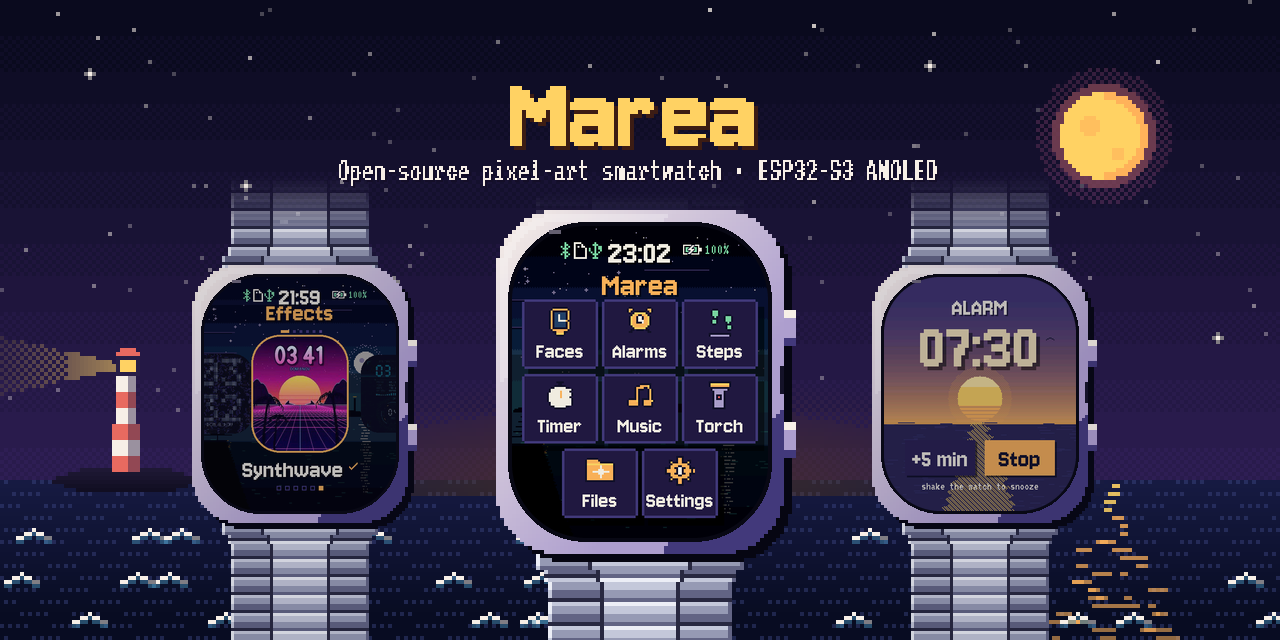 Marea
Open-source pixel-art smartwatch • ESP32-S3 AMOLED
21:59 100%
Effects
03 41
Synthwave
23:02 100%
Marea
Faces Alarms Steps
Timer Music Torch
Files Settings
ALARM
07:30
+5 min Stop
shake the watch to snooze